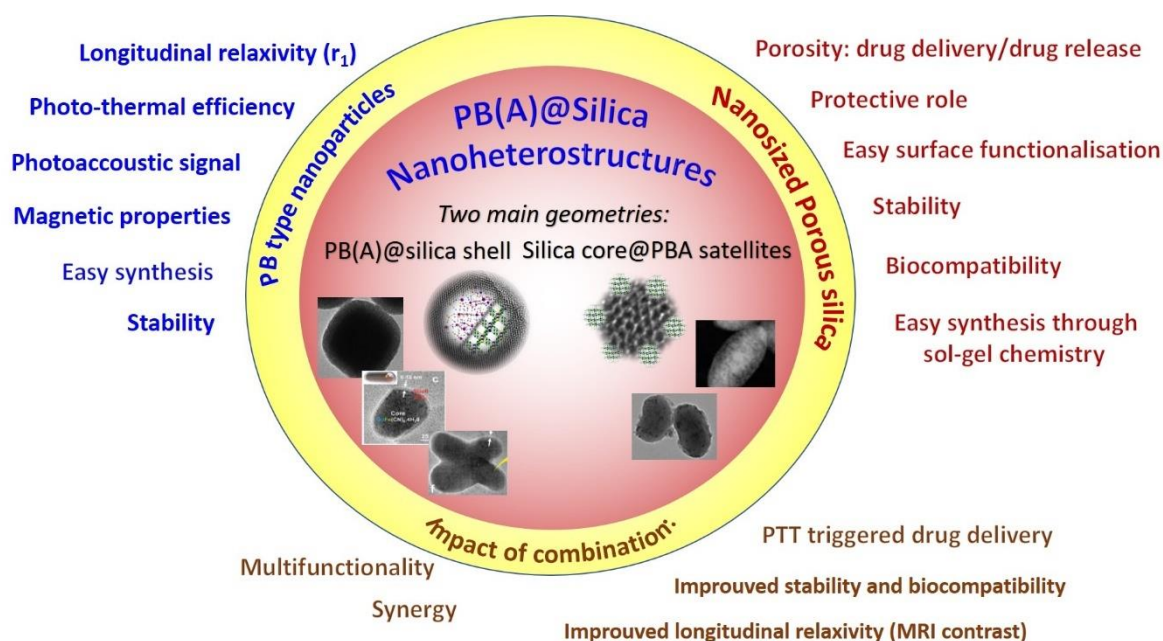 Longitudinal relaxivity (r₁)
Photo-thermal efficiency
Photoaccoustic signal
Magnetic properties
Easy synthesis
Stability
PB type nanoparticles
PB(A)@Silica
Nanoheterostructures
Two main geometries:
PB(A)@silica shell
Silica core@PBA satellites
Nanosized Porous silica
Porosity: drug delivery/drug release
Protective role
Easy surface functionalisation
Stability
Biocompatibility
Easy synthesis through
sol-gel chemistry
Impact of combination:
Multifunctionality
Synergy
PTT triggered drug delivery
Improuved stability and biocompatibility
Improuved longitudinal relaxivity (MRI contrast)
C
Core